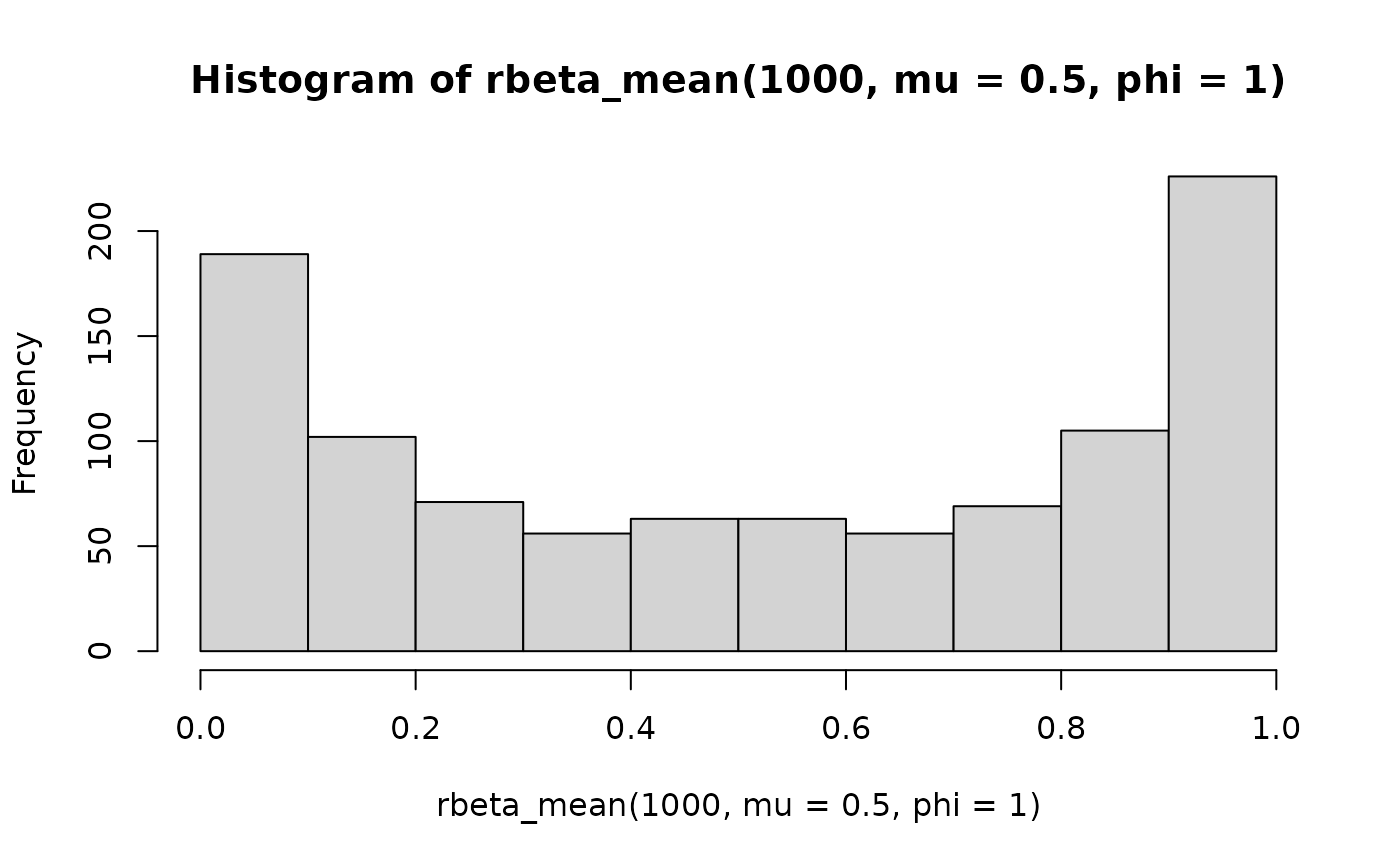 Histogram of rbeta_mean(1000, mu = 0.5, phi = 1)
Frequency
200
150
100
50
0
0.0 0.2 0.4 0.6 0.8 1.0
rbeta_mean(1000, mu = 0.5, phi = 1)